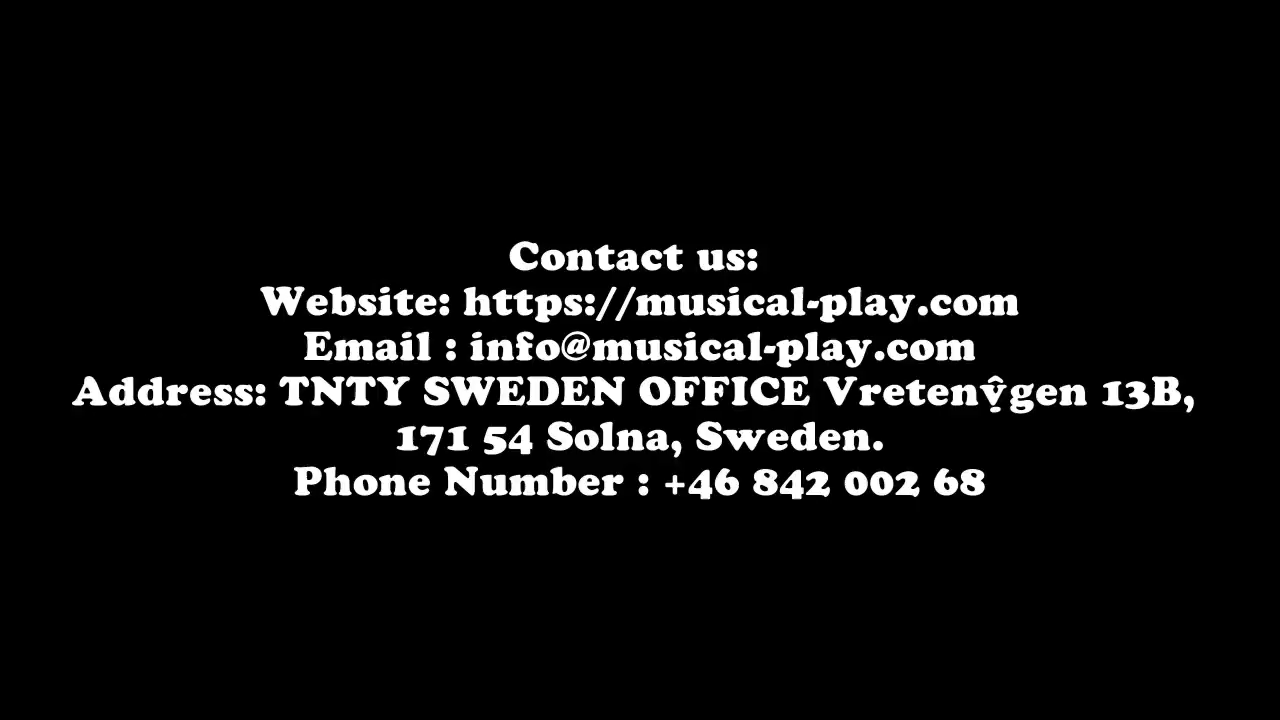 Contact us:
Website: https://musical-play.com
Email : info@musical-play.com
Address: TNTY SWEDEN OFFICE 13B,
171 54 Solna, Sweden.
Phone Number : +46 842 002 68